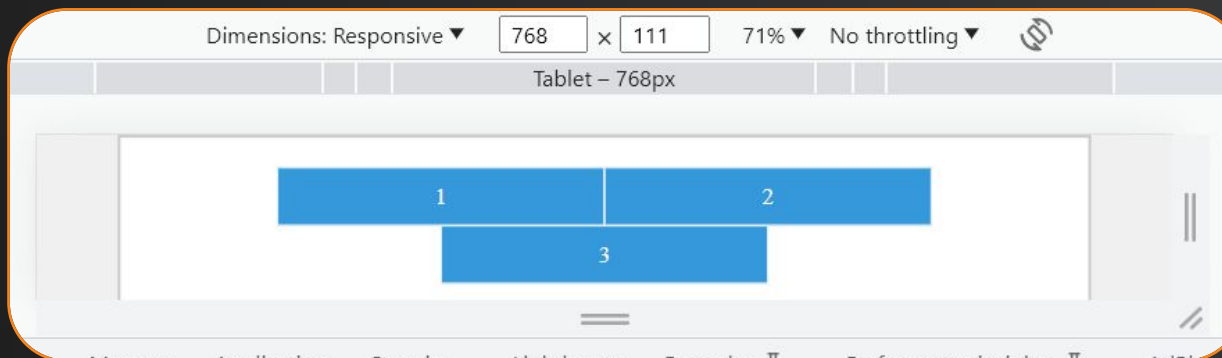 Dimensions: Responsive ▼ 768 × 111 71% ▼ No throttling ▼
Tablet – 768px
1 2
3